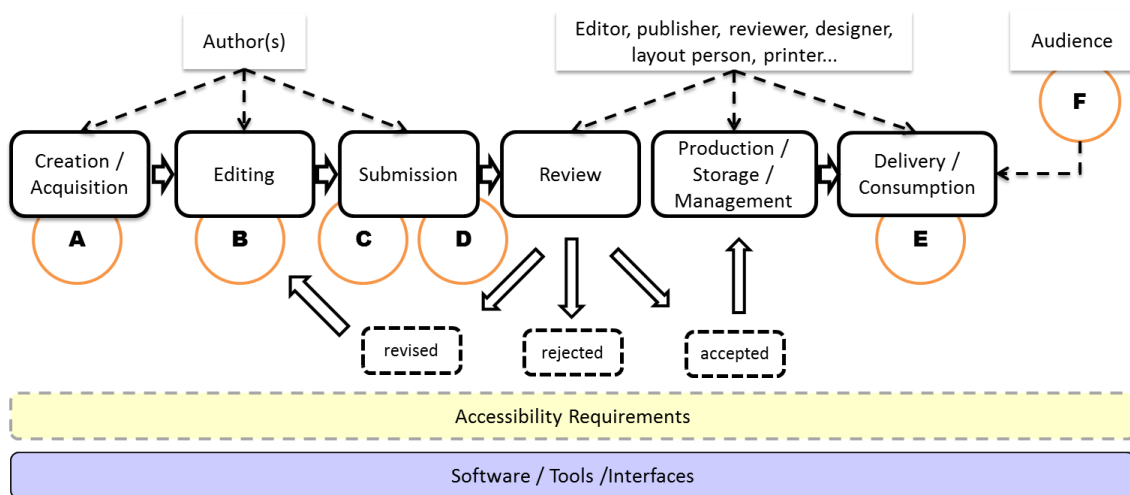 Author(s)
Editor, publisher, reviewer, designer,
layout person, printer...
Audience
F
Creation /
Acquisition
Editing
Submission
Review
Production /
Storage /
Management
Delivery /
Consumption
A
B
C
D
E
revised
rejected
accepted
Accessibility Requirements
Software / Tools /Interfaces